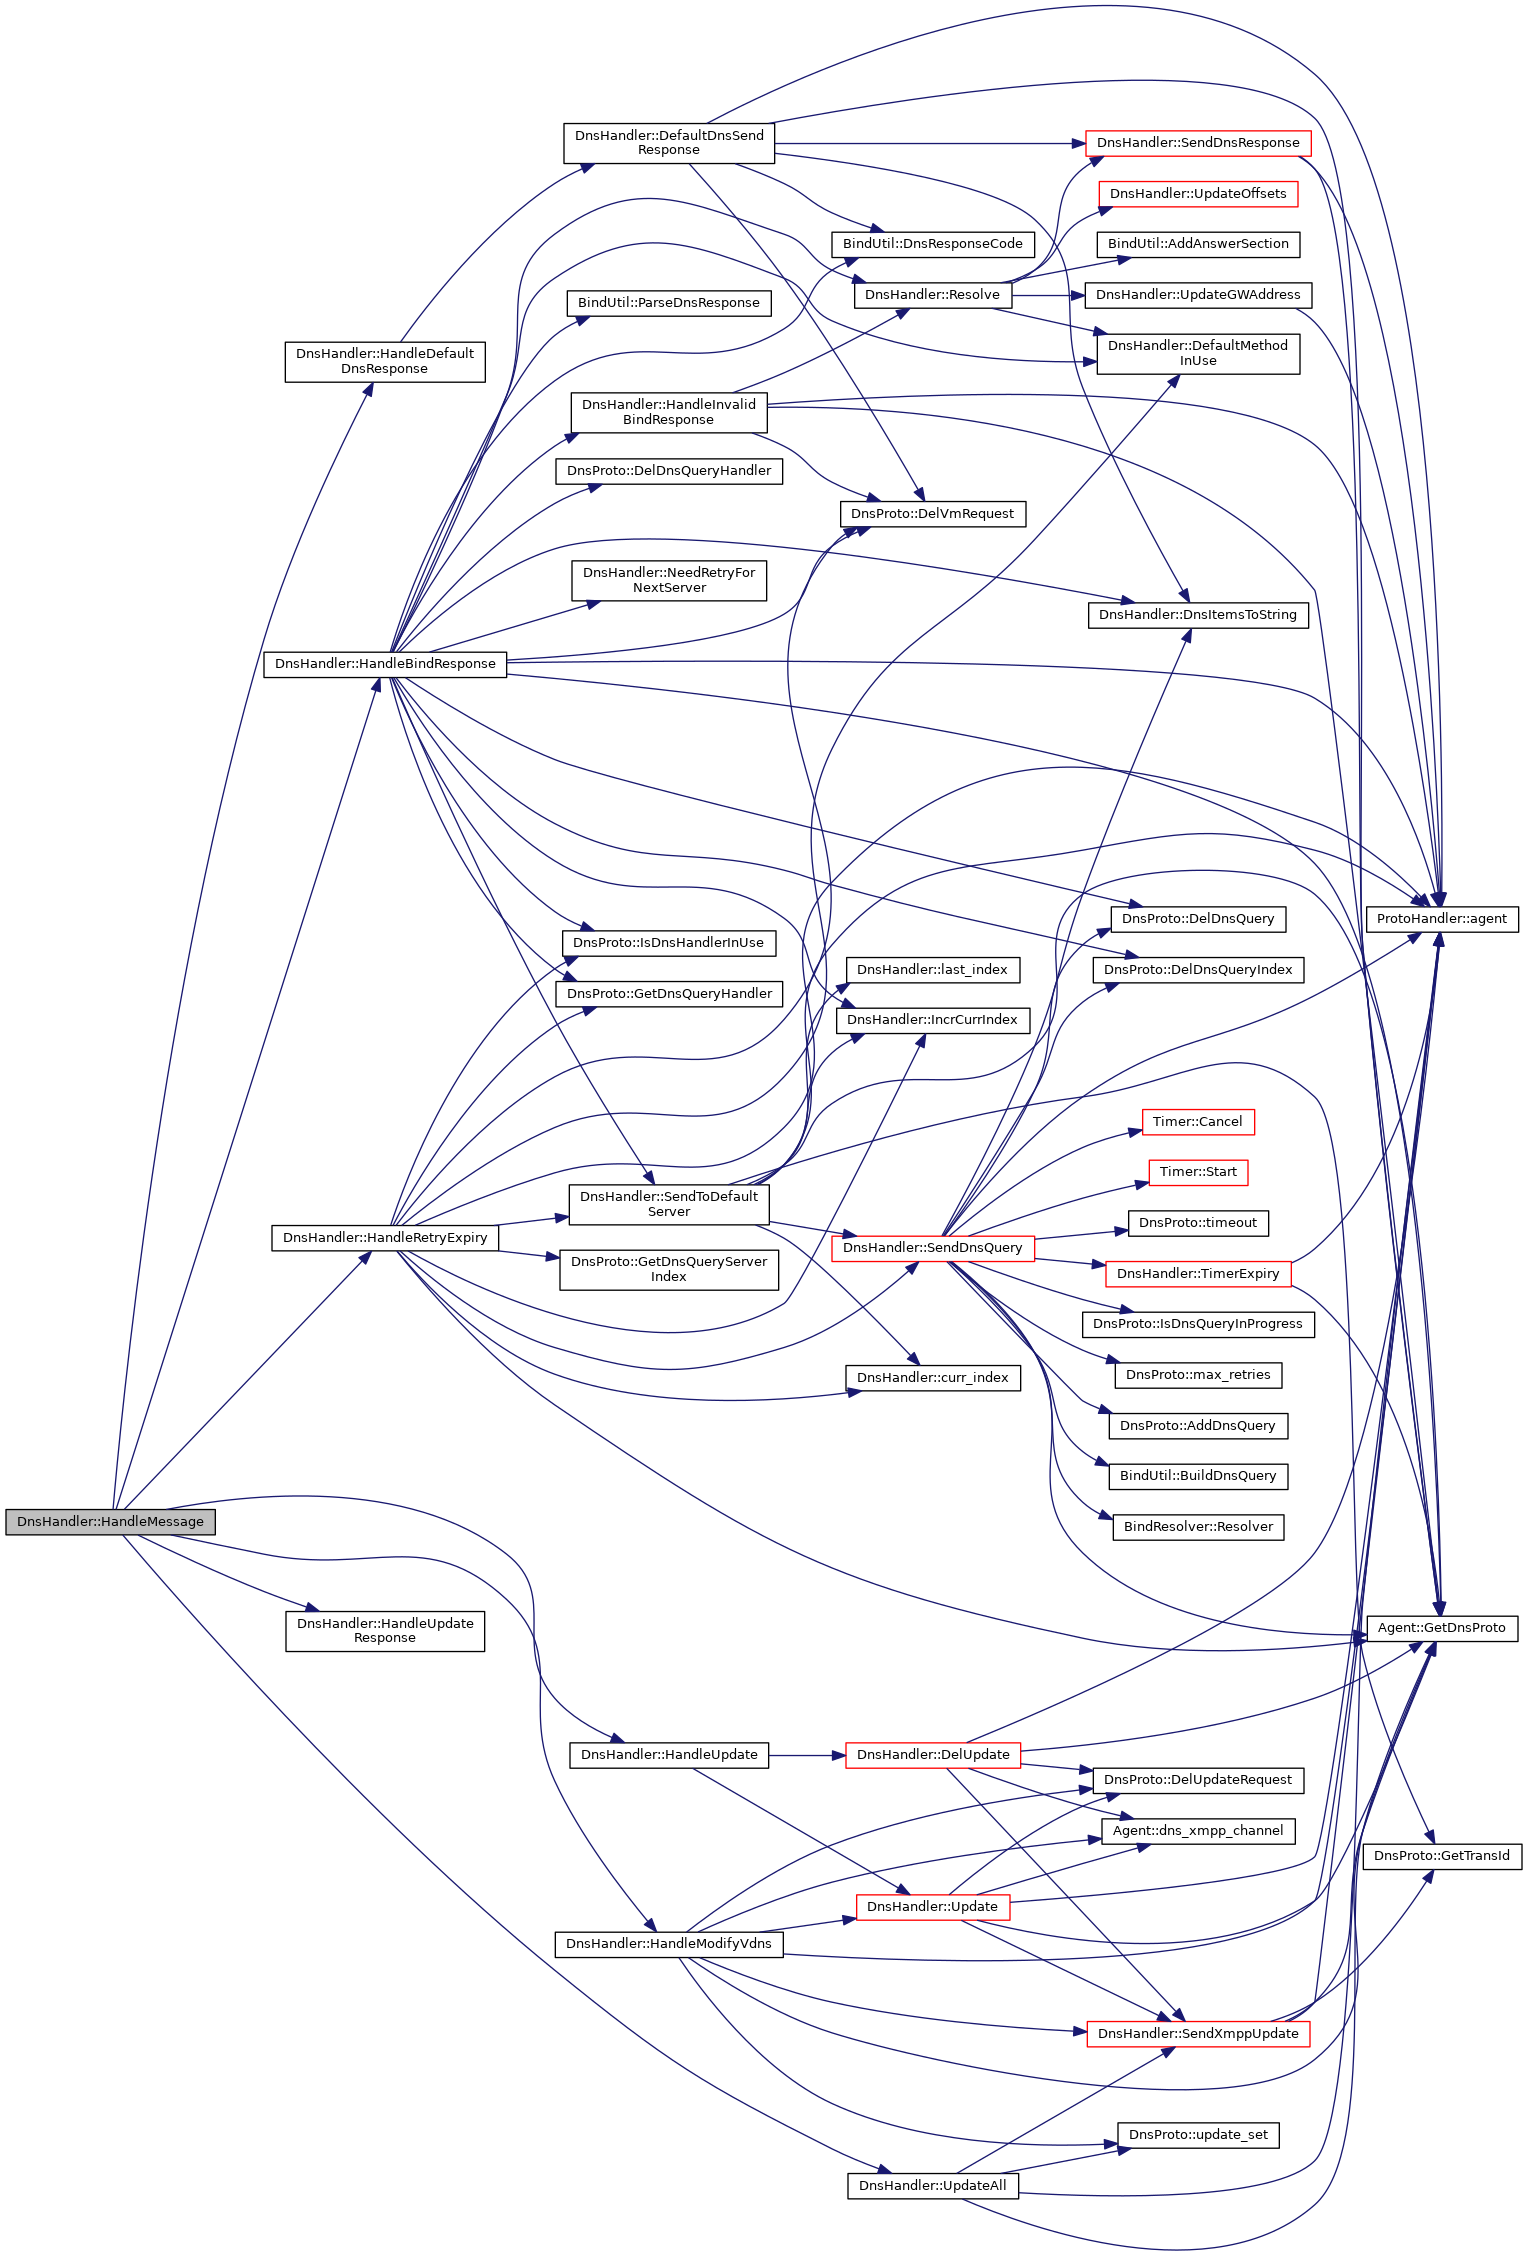 DnsHandler::DefaultDnsSend
Response
DnsHandler::SendDnsResponse
DnsHandler::UpdateOffsets
BindUtil::DnsResponseCode
BindUtil::AddAnswerSection
DnsHandler::Resolve
DnsHandler::UpdateGWAddress
BindUtil::ParseDnsResponse
DnsHandler::HandleDefault
DnsResponse
DnsHandler::DefaultMethod
InUse
DnsHandler::HandleInvalid
BindResponse
DnsProto::DelDnsQueryHandler
DnsProto::DelVmRequest
DnsHandler::NeedRetryFor
NextServer
DnsHandler::DnsItemsToString
DnsHandler::HandleBindResponse
DnsProto::DelDnsQuery
ProtoHandler::agent
DnsProto::IsDnsHandlerInUse
DnsHandler::last_index
DnsProto::DelDnsQueryIndex
DnsProto::GetDnsQueryHandler
DnsHandler::IncrCurrIndex
Timer::Cancel
Timer::Start
DnsHandler::SendToDefault
Server
DnsProto::timeout
DnsHandler::HandleRetryExpiry
DnsHandler::SendDnsQuery
DnsProto::GetDnsQueryServer
Index
DnsHandler::TimerExpiry
DnsProto::IsDnsQueryInProgress
DnsHandler::curr_index
DnsProto::max_retries
DnsProto::AddDnsQuery
BindUtil::BuildDnsQuery
DnsHandler::HandleMessage
BindResolver::Resolver
DnsHandler::HandleUpdate
Response
Agent::GetDnsProto
DnsHandler::HandleUpdate
DnsHandler::DelUpdate
DnsProto::DelUpdateRequest
Agent::dns_xmpp_channel
DnsProto::GetTransId
DnsHandler::Update
DnsHandler::HandleModifyVdns
DnsHandler::SendXmppUpdate
DnsProto::update_set
DnsHandler::UpdateAll